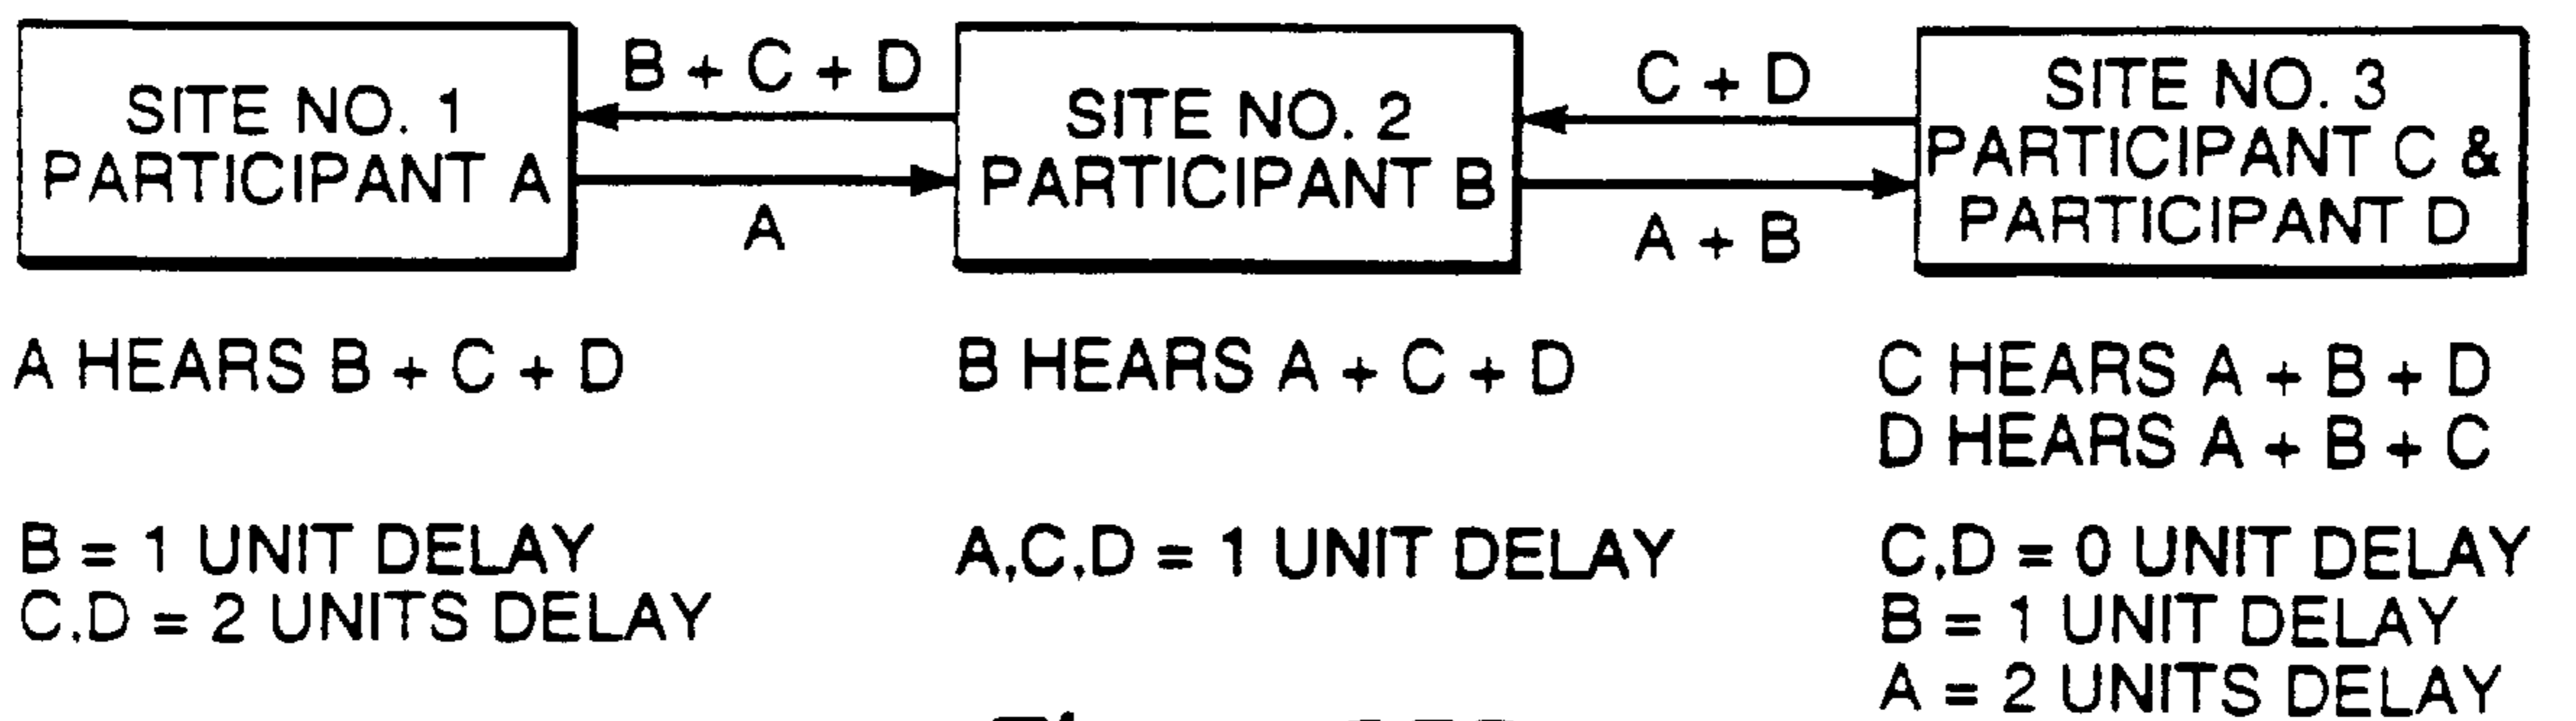 B + C + D
C + D
SITE NO. 1
PARTICIPANT A
SITE NO. 2
PARTICIPANT B
SITE NO. 3
PARTICIPANT C &
PARTICIPANT D
A
A + B
A HEARS B + C + D
B HEARS A + C + D
C HEARS A + B + D
D HEARS A + B + C
B = 1 UNIT DELAY
C,D = 2 UNITS DELAY
A,C,D = 1 UNIT DELAY
C,D = 0 UNIT DELAY
B = 1 UNIT DELAY
A = 2 UNITS DELAY